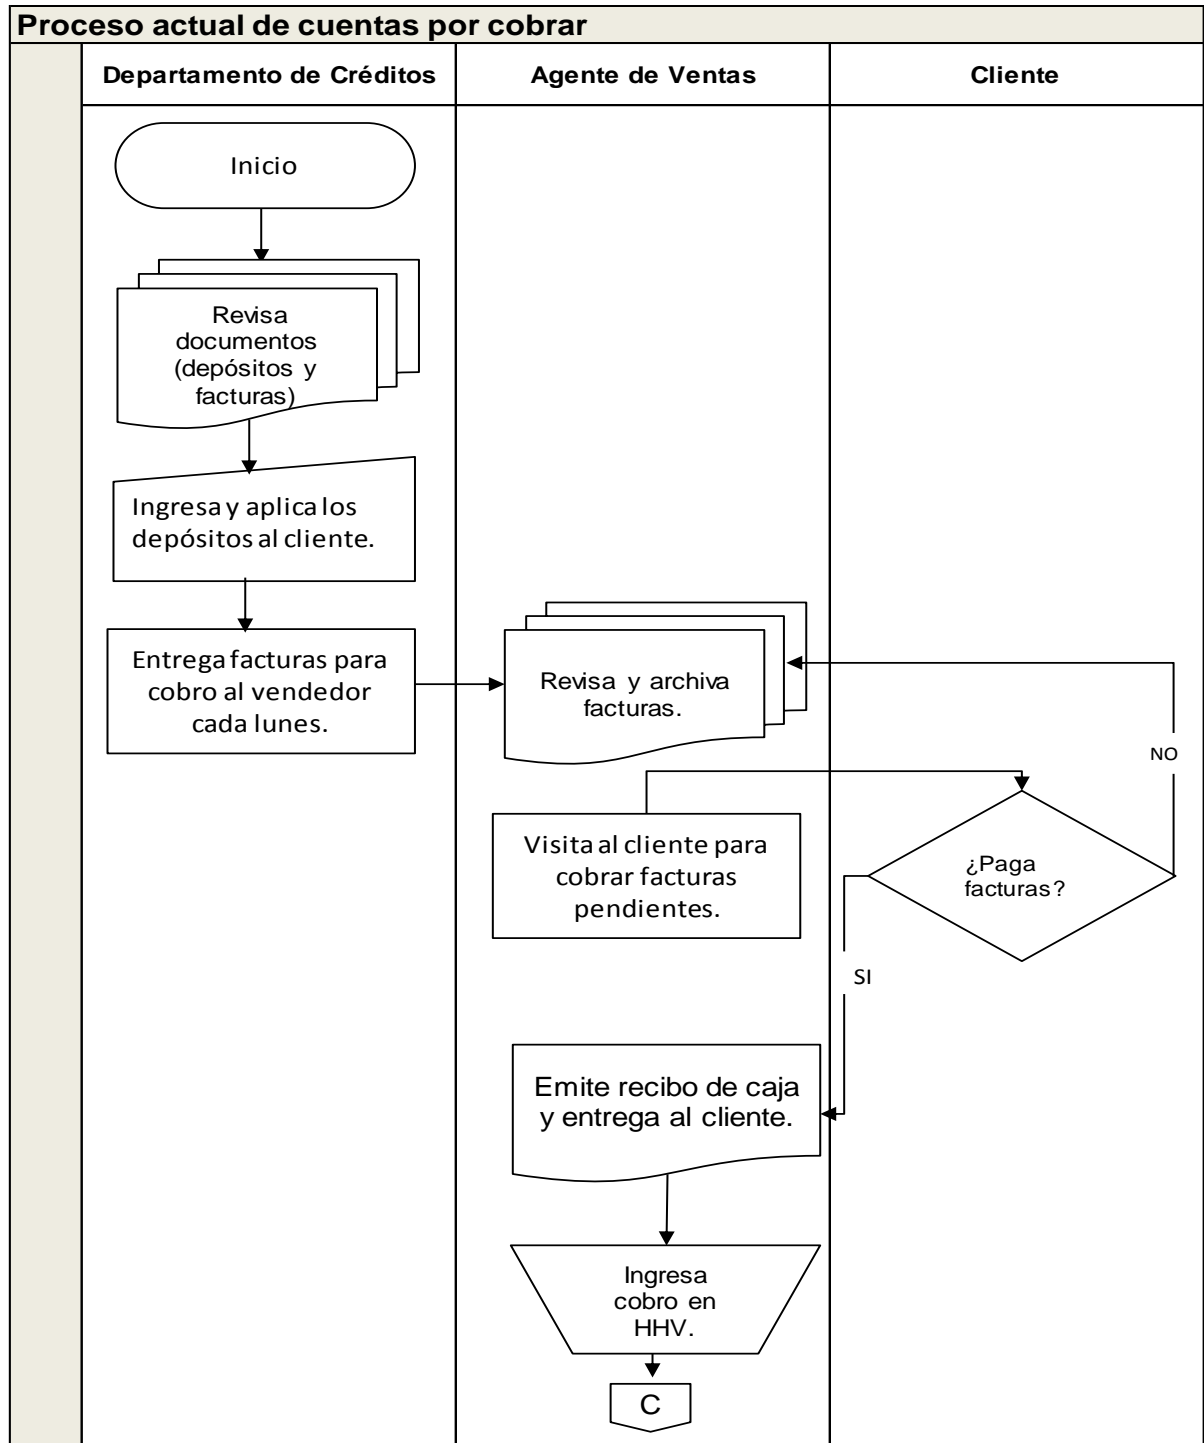 Proceso actual de cuentas por cobrar
Departamento de Créditos
Agente de Ventas
Cliente
Inicio
Revisa
documentos
(depósitos y
facturas)
Ingresa y aplica los
depósitos al cliente.
Entrega facturas para
cobro al vendedor
cada lunes.
Revisa y archiva
facturas.
NO
Visita al cliente para
cobrar facturas
pendientes.
¿Paga
facturas?
SI
Emite recibo de caja
y entrega al cliente.
Ingresa
cobro en
HHV.
C